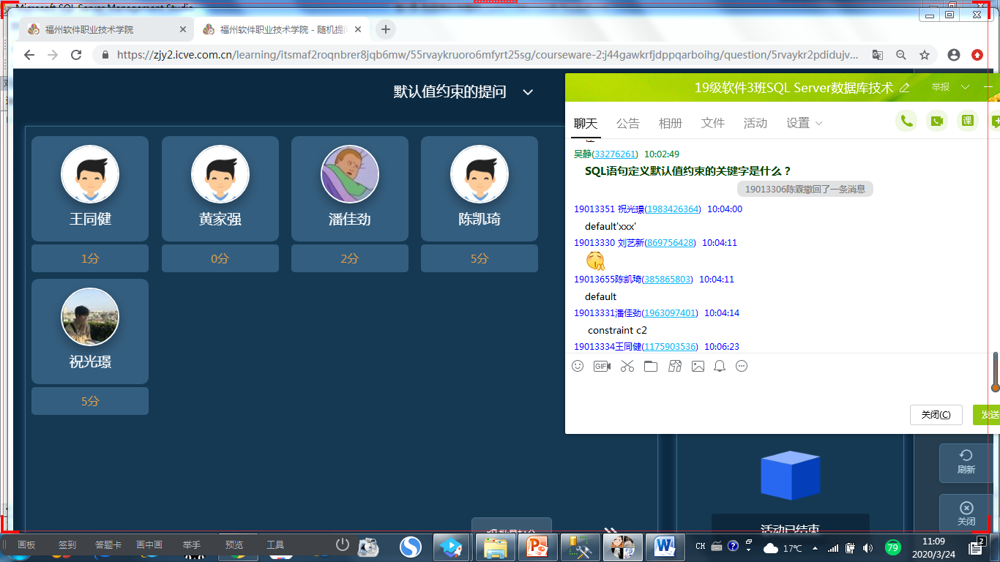 Microsoft SQL Server Management Studio
福州软件职业技术学院
福州软件职业技术学院 - 随机提
https://zjy2.icve.com.cn/learning/itsmaf2roqnbrer8jqb6mw/55rvaykruoro6mfyrt25sg/courseware-2:j44gawkrfjdppqarboihg/question/5rvaykr2pdidujv...
默认值约束的提问
王同健
黄家强
潘佳劲
陈凯琦
1分
0分
2分
5分
祝光璟
5分
19级软件3班SQL Server数据库技术
举报
聊天
公告
相册
文件
活动
设置
课
吴静(33276261) 10:02:49
SQL语句定义默认值约束的关键字是什么？
19013306陈霖撤回了一条消息
19013351 祝光璟(1983426364) 10:04:00
default'xxx'
19013330 刘艺新(869756428) 10:04:11
19013655陈凯琦(385865803) 10:04:11
default
19013331潘佳劲(1963097401) 10:04:14
constraint c2
19013334王同健(1175903536) 10:06:23
GIF
关闭(C)
发送
刷新
关闭
活动已结束
画板
签到
答题卡
画中画
举手
预览
工具
CH
17℃
79
11:09
2020/3/24
2